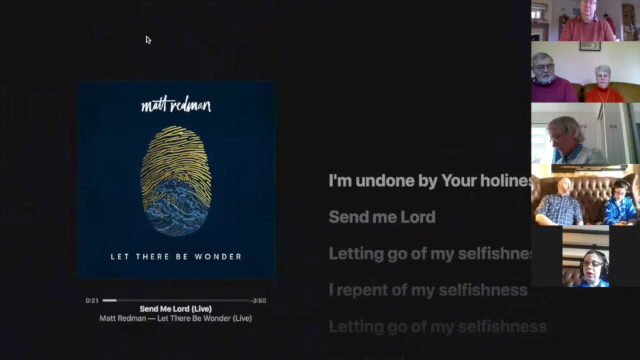 matt redman
LET THERE BE WONDER
0:21
-3:50
Send Me Lord (Live)
Matt Redman — Let There Be Wonder (Live)
I'm undone by Your holines
Send me Lord
Letting go of my selfishne
I repent of my selfishness
Letting go of my selfishness